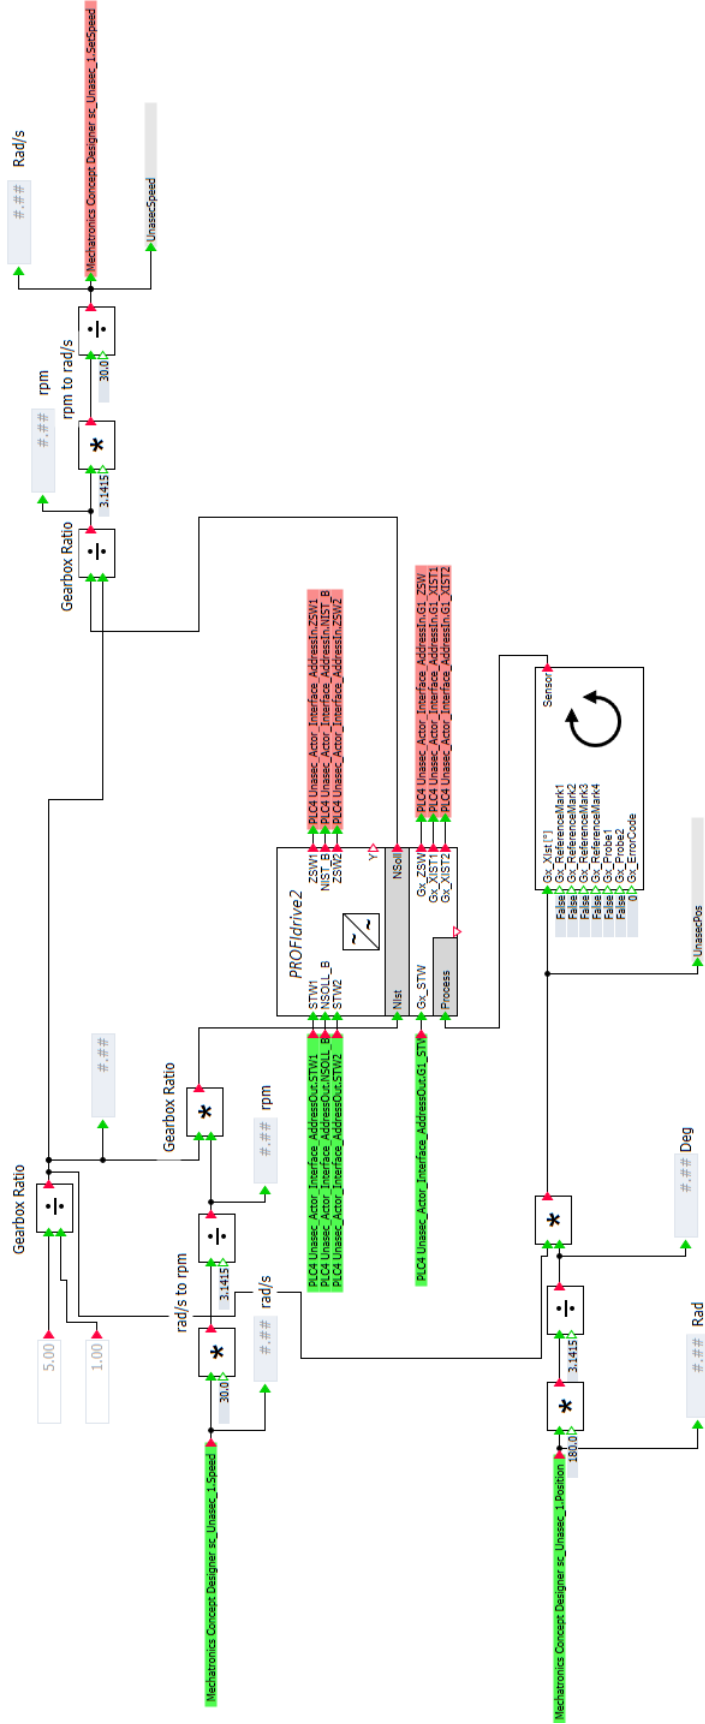 5.00
1.00
Gearbox Ratio
#.##
Mechatronics Concept Designer sc_Unasec_1.Speed
30.0
rad/s to rpm
3.1415
#.## rad/s
#.## rpm
Gearbox Ratio
PLC4 Unasec_Actor_Interface_AddressOut.STW1
PLC4 Unasec_Actor_Interface_AddressOut.NSOLL_B
PLC4 Unasec_Actor_Interface_AddressOut.STW2
PLC4 Unasec_Actor_Interface_AddressOut.G1_STW
PROFIdrive2
STW1
NSOLL_B
STW2
NIst
Gx_STW
Process
ZSW1
NIST_B
ZSW2
Y
NSoll
Gx_ZSW
Gx_XIST1
Gx_XIST2
PLC4 Unasec_Actor_Interface_AddressIn.ZSW1
PLC4 Unasec_Actor_Interface_AddressIn.NIST_B
PLC4 Unasec_Actor_Interface_AddressIn.ZSW2
PLC4 Unasec_Actor_Interface_AddressIn.G1_ZSW
PLC4 Unasec_Actor_Interface_AddressIn.G1_XIST1
PLC4 Unasec_Actor_Interface_AddressIn.G1_XIST2
Gearbox Ratio
#.## rpm
3.1415
rpm to rad/s
30.0
#.## Rad/s
Mechatronics Concept Designer sc_Unasec_1.SetSpeed
UnasecSpeed
Mechatronics Concept Designer sc_Unasec_1.Position
180.0
3.1415
#.## Rad
#.## Deg
UnasecPos
Gx_XIst[°]
False Gx_ReferenceMark1
False Gx_ReferenceMark2
False Gx_ReferenceMark3
False Gx_ReferenceMark4
False Gx_Probe1
False Gx_Probe2
0 Gx_ErrorCode
Sensor